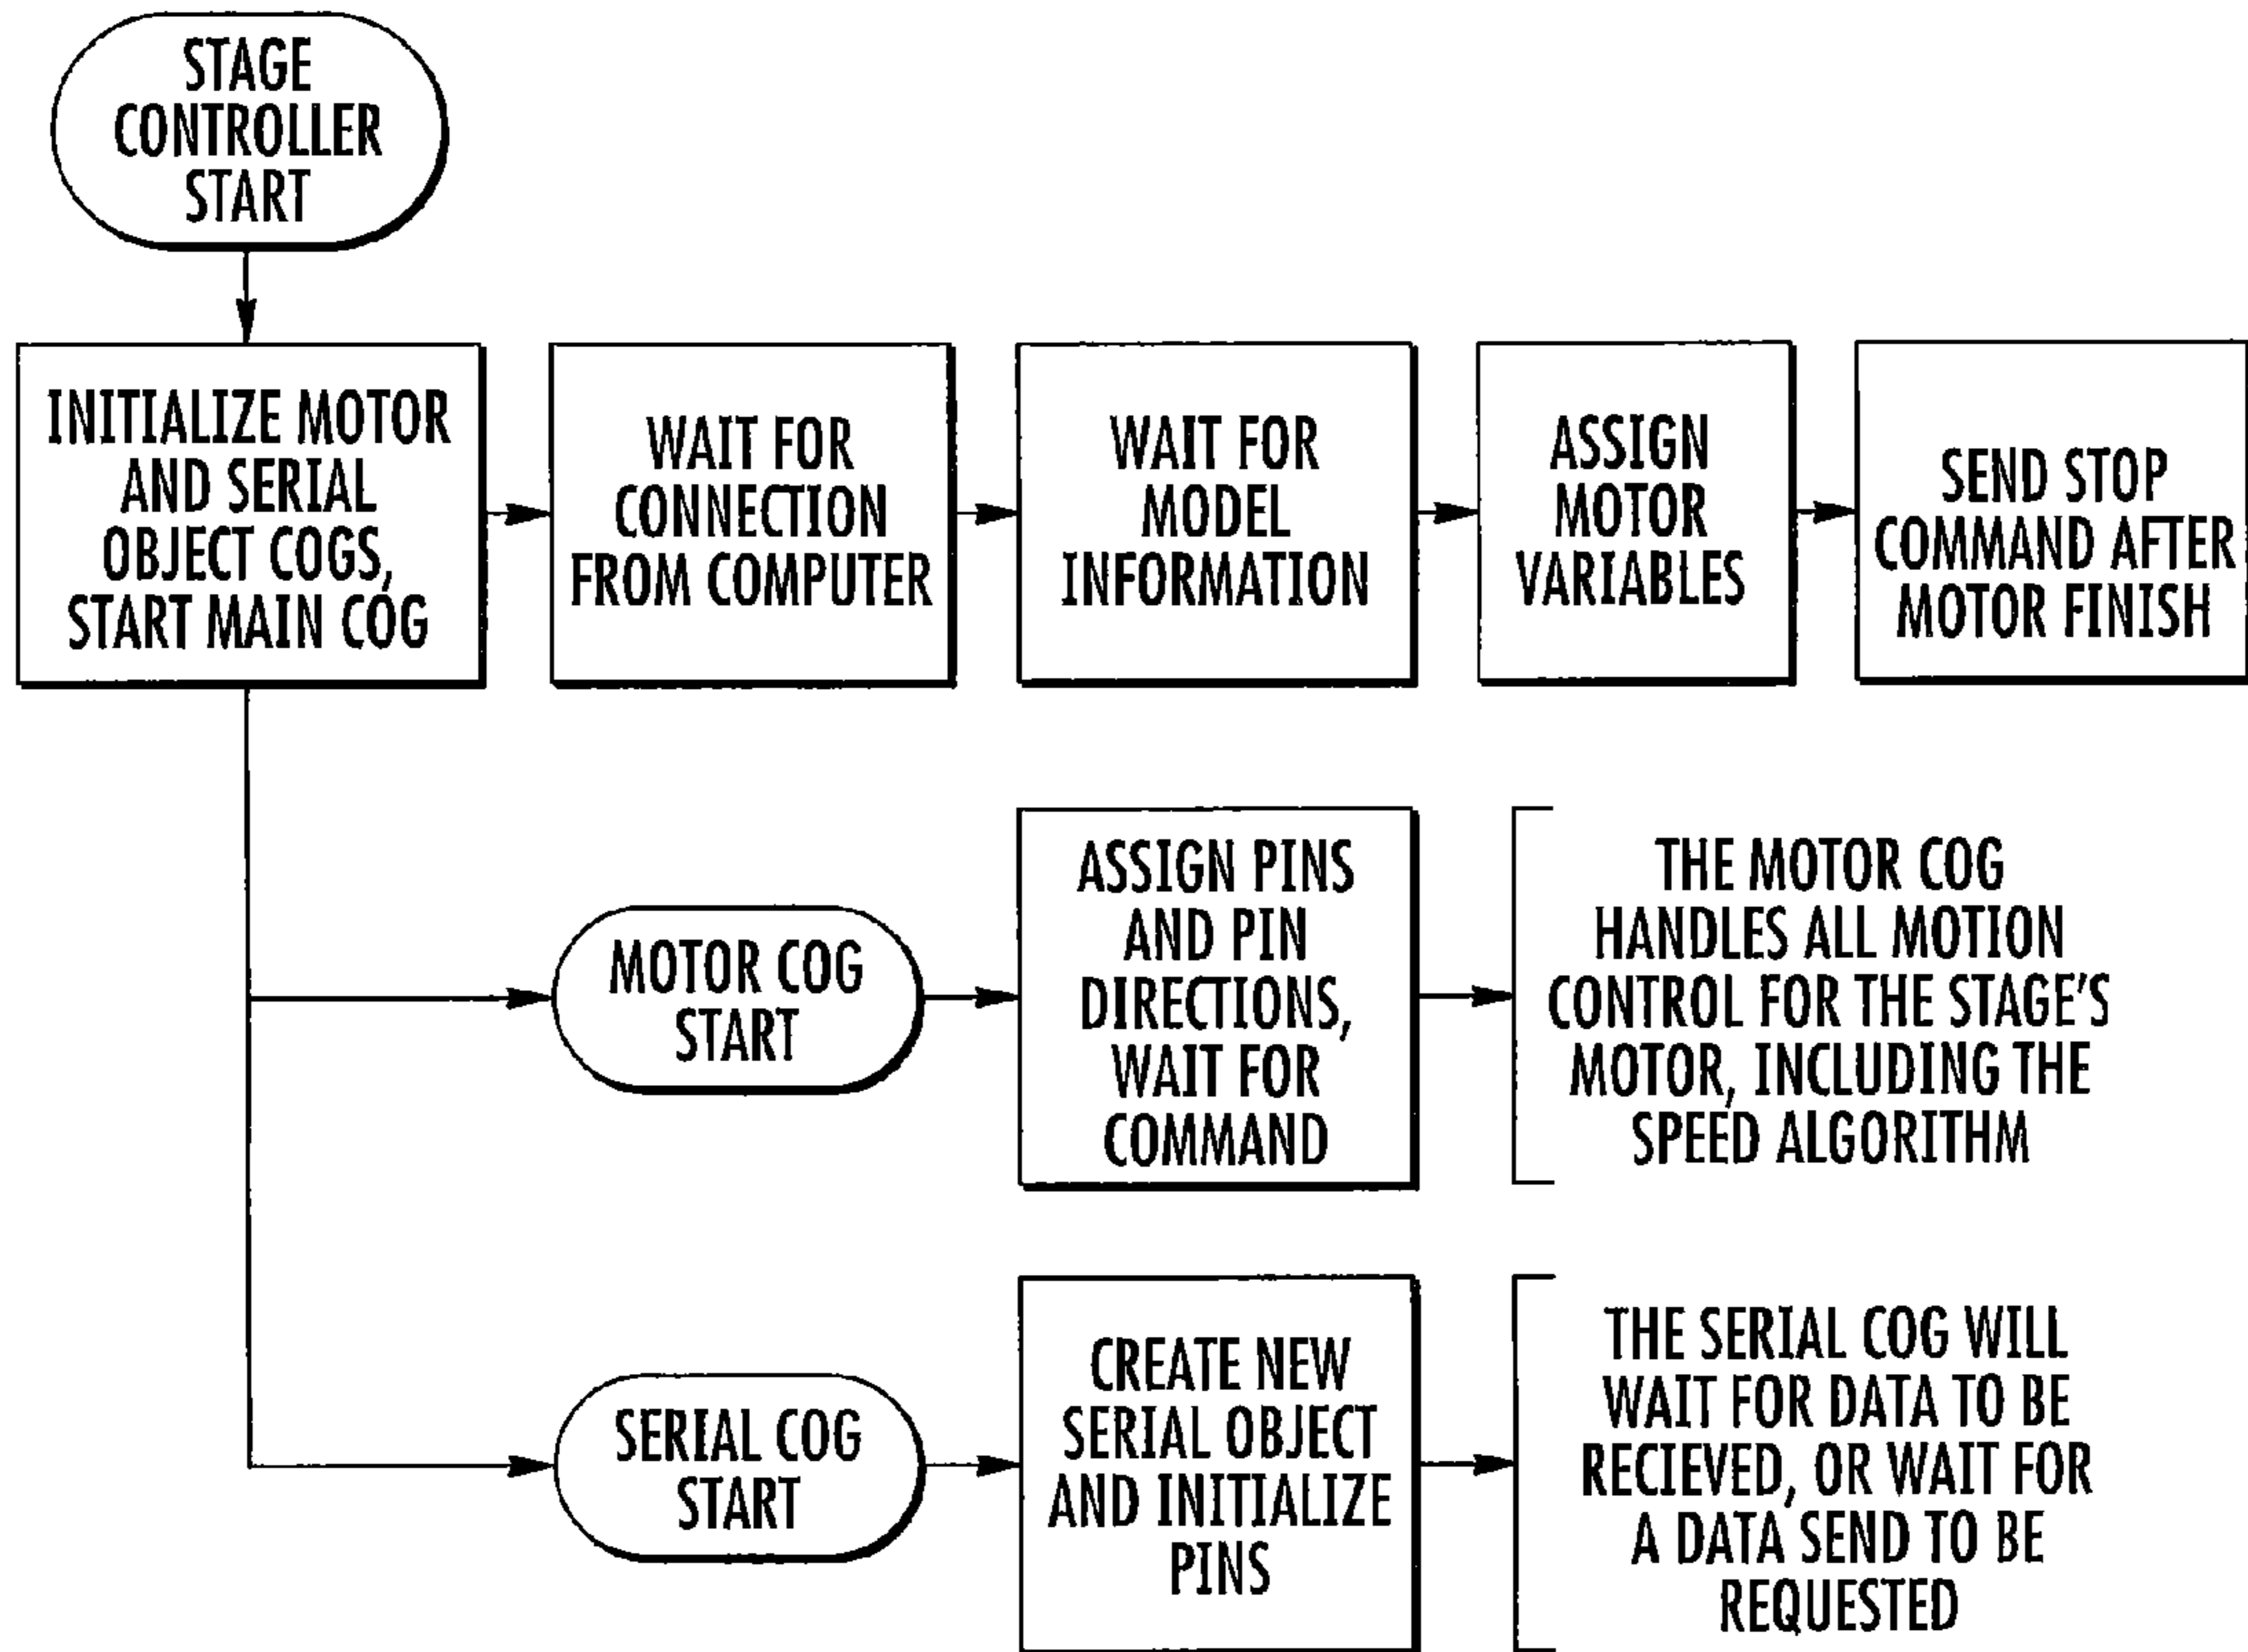 STAGE
CONTROLLER
START
INITIALIZE MOTOR
AND SERIAL
OBJECT COGS,
START MAIN COG
WAIT FOR
CONNECTION
FROM COMPUTER
WAIT FOR
MODEL
INFORMATION
ASSIGN
MOTOR
VARIABLES
SEND STOP
COMMAND AFTER
MOTOR FINISH
MOTOR COG
START
ASSIGN PINS
AND PIN
DIRECTIONS,
WAIT FOR
COMMAND
THE MOTOR COG
HANDLES ALL MOTION
CONTROL FOR THE STAGE'S
MOTOR, INCLUDING THE
SPEED ALGORITHM
SERIAL COG
START
CREATE NEW
SERIAL OBJECT
AND INITIALIZE
PINS
THE SERIAL COG WILL
WAIT FOR DATA TO BE
RECIEVED, OR WAIT FOR
A DATA SEND TO BE
REQUESTED